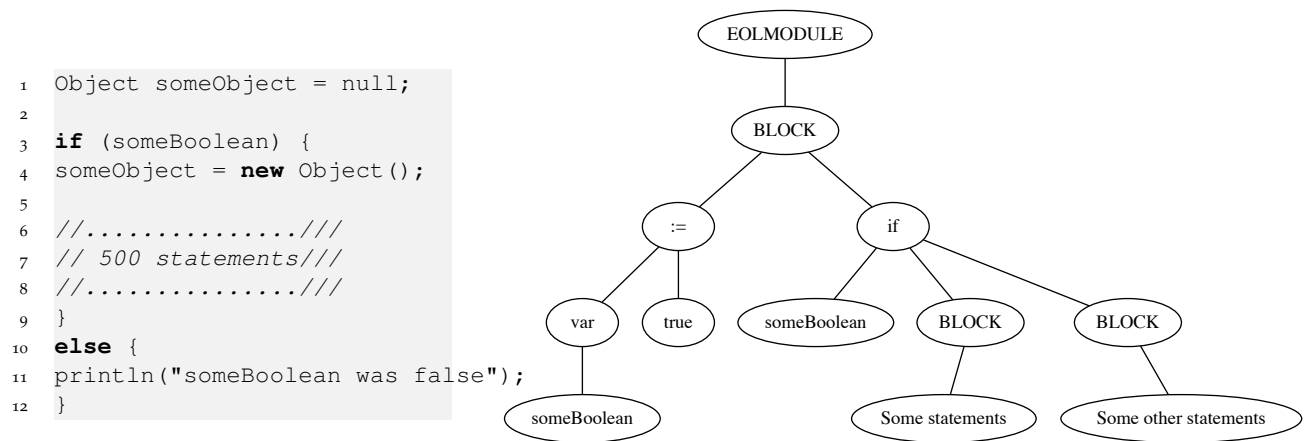 1 Object someObject = null;
2
3 if (someBoolean) {
4 someObject = new Object();
5
6 //...............///
7 // 500 statements///
8 //...............///
9 }
10 else {
11 println("someBoolean was false");
12 }
EOLMODULE
BLOCK
:= if
var true someBoolean BLOCK BLOCK
someBoolean Some statements Some other statements